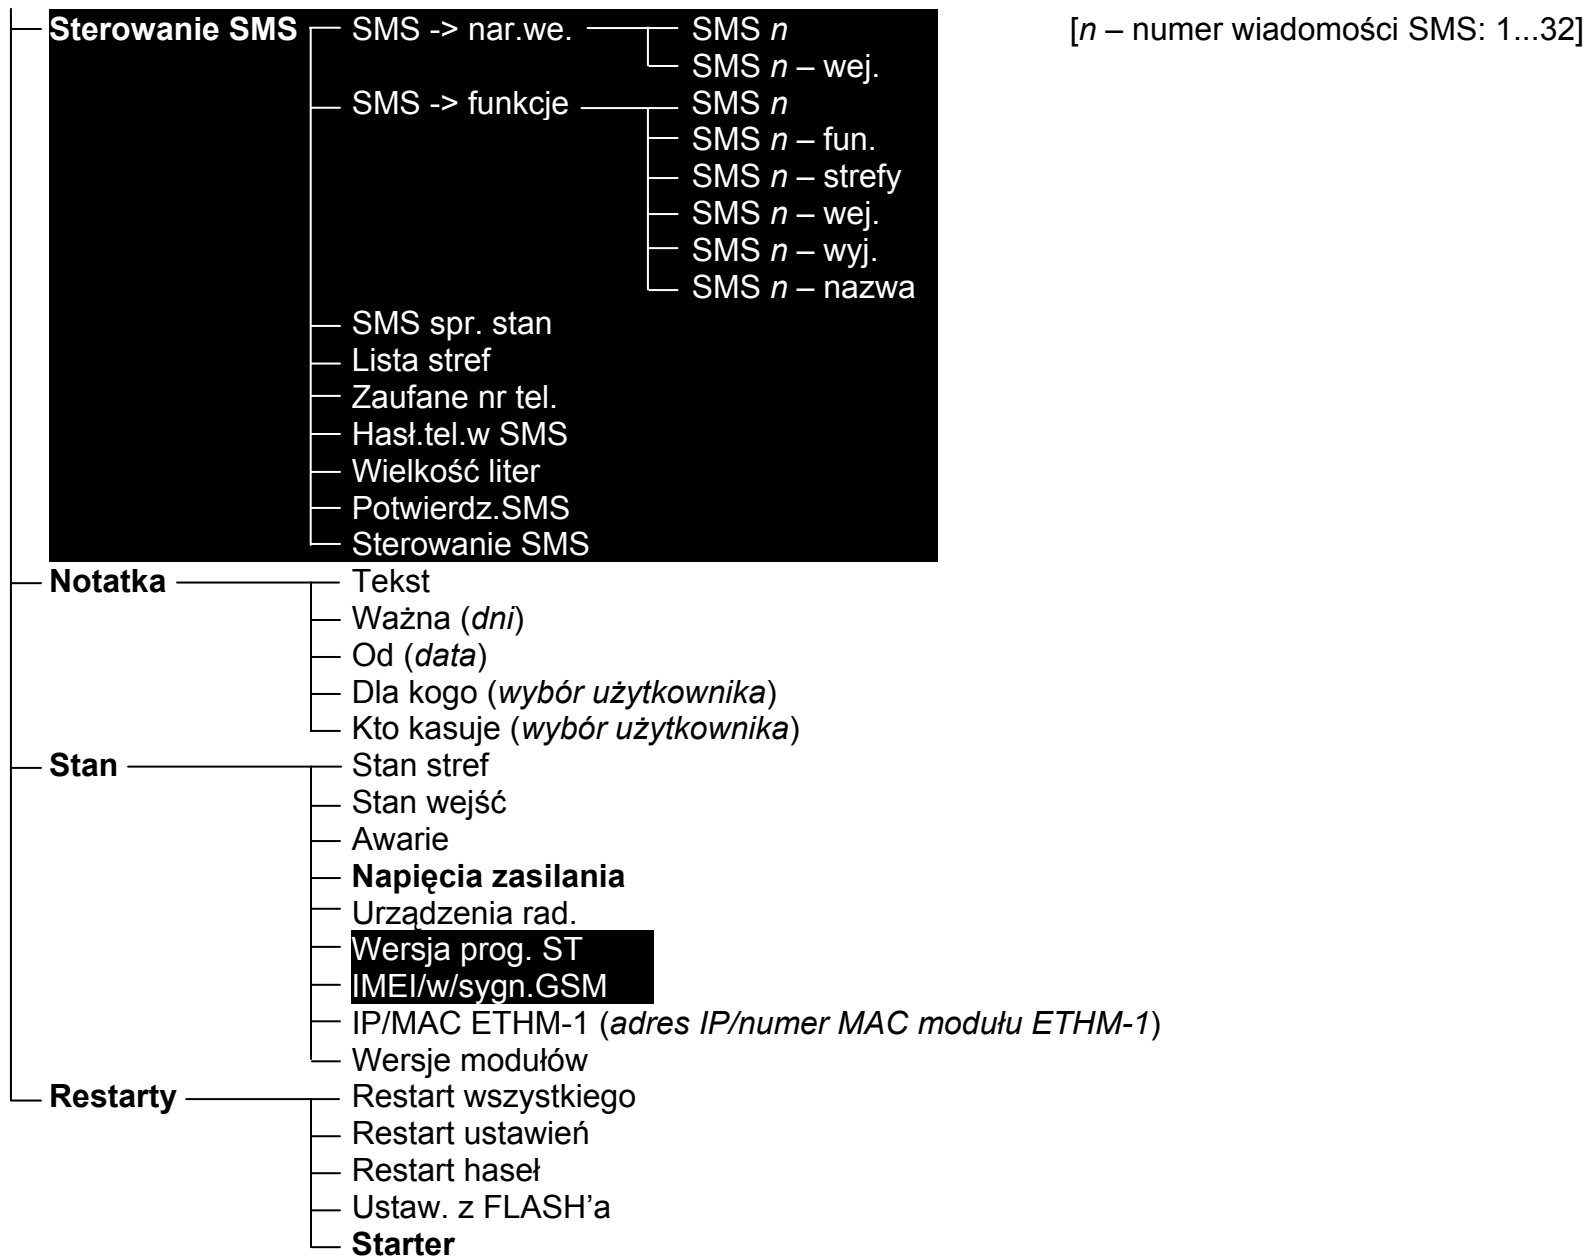 Sterowanie SMS SMS -> nar.we. SMS n [n – numer wiadomości SMS: 1...32]
SMS n – wej.
SMS -> funkcje SMS n
SMS n – fun.
SMS n – strefy
SMS n – wej.
SMS n – wyj.
SMS n – nazwa
SMS spr. stan
Lista stref
Zaufane nr tel.
Hasł.tel.w SMS
Wielkość liter
Potwierdz.SMS
Sterowanie SMS
Notatka Tekst
Ważna (dni)
Od (data)
Dla kogo (wybór użytkownika)
Kto kasuje (wybór użytkownika)
Stan Stan stref
Stan wejść
Awarie
Napięcia zasilania
Urządzenia rad.
Wersja prog. ST
IMEI/w/sygn.GSM
IP/MAC ETHM-1 (adres IP/numer MAC modułu ETHM-1)
Wersje modułów
Restarty Restart wszystkiego
Restart ustawień
Restart haseł
Ustaw. z FLASH’a
Starter